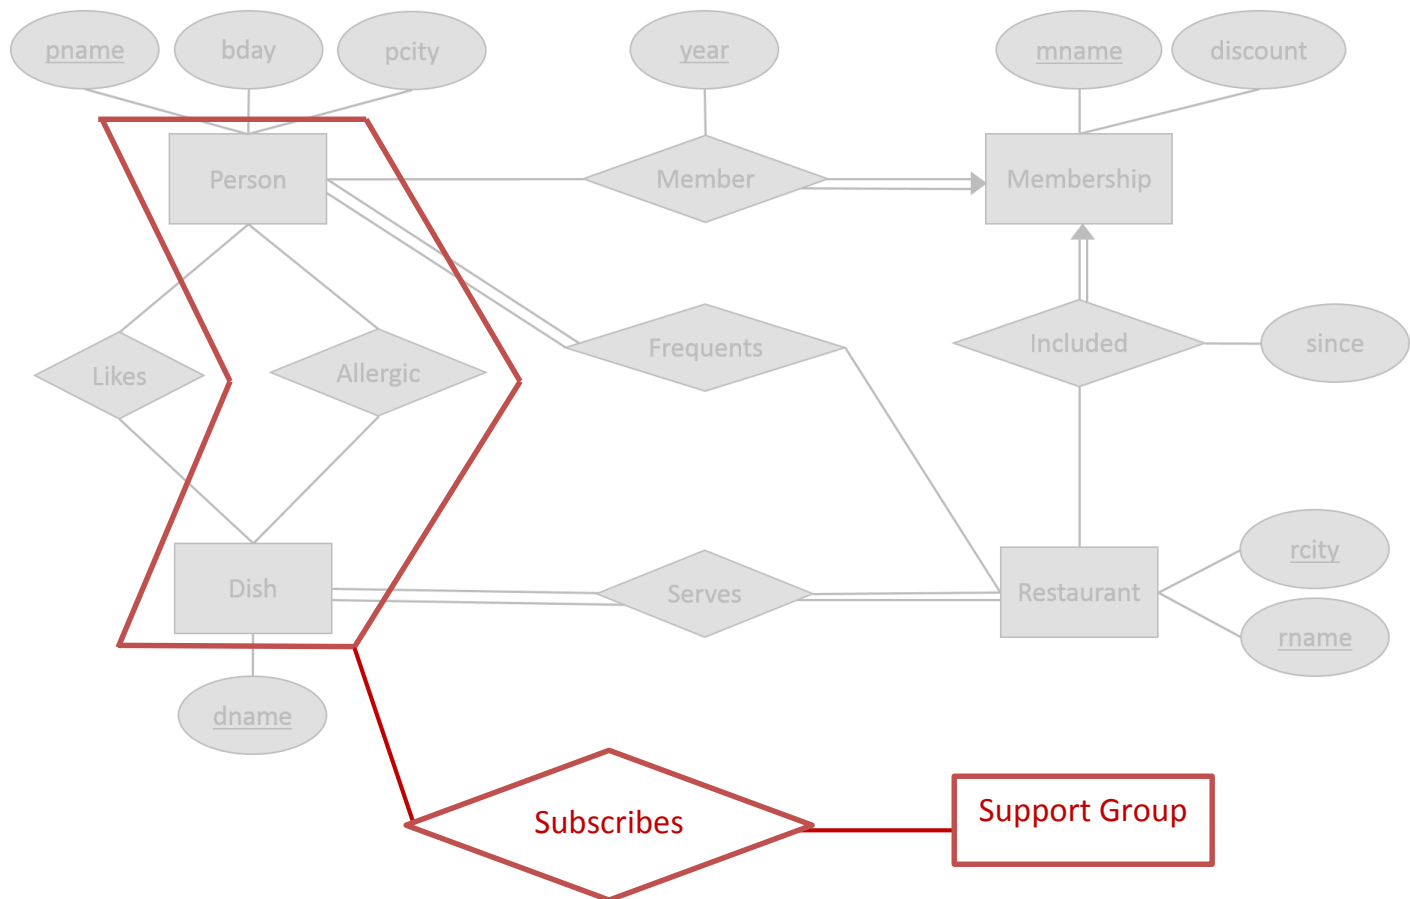 pname
bday
pcity
year
mname
discount
Person
Member
Membership
Likes
Allergic
Frequents
Included
since
Dish
Serves
Restaurant
rcity
rname
dname
Subscribes
Support Group